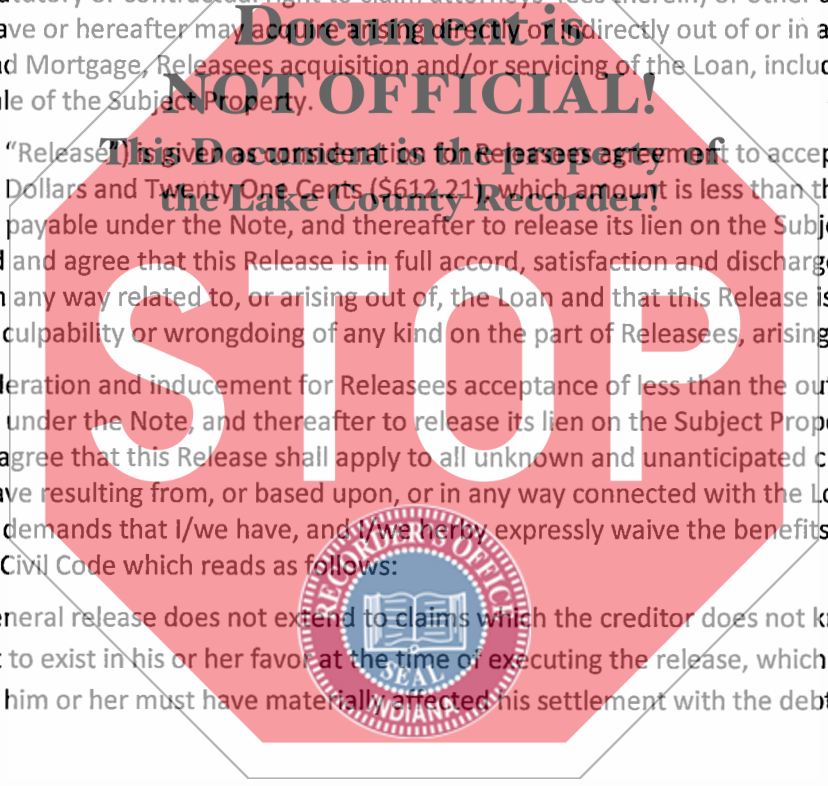 Document is
ave or hereafter may acquire arising directly or indirectly out of or in a
d Mortgage, Releasees acquisition and/or servicing of the Loan, includ
NOT OFFICIAL!
le of the Subject Property.
This Document is the property of
"Release") is given as consideration for Releasees agreement to accep
the Lake County Recorder!
Dollars and Twenty One Cents ($612.21), which amount is less than th
payable under the Note, and thereafter to release its lien on the Subje
d and agree that this Release is in full accord, satisfaction and discharge
n any way related to, or arising out of, the Loan and that this Release is
culpability or wrongdoing of any kind on the part of Releasees, arising
STOP
deration and inducement for Releasees acceptance of less than the out
under the Note, and thereafter to release its lien on the Subject Prope
agree that this Release shall apply to all unknown and unanticipated c
ave resulting from, or based upon, or in any way connected with the Lo
demands that I/we have, and I/we herby expressly waive the benefits
Civil Code which reads as follows:
RECORDER'S OFFICE
eneral release does not extend to claims which the creditor does not k
t to exist in his or her favor at the time of executing the release, which
SEAL
him or her must have materially affected his settlement with the debt
INDIANA